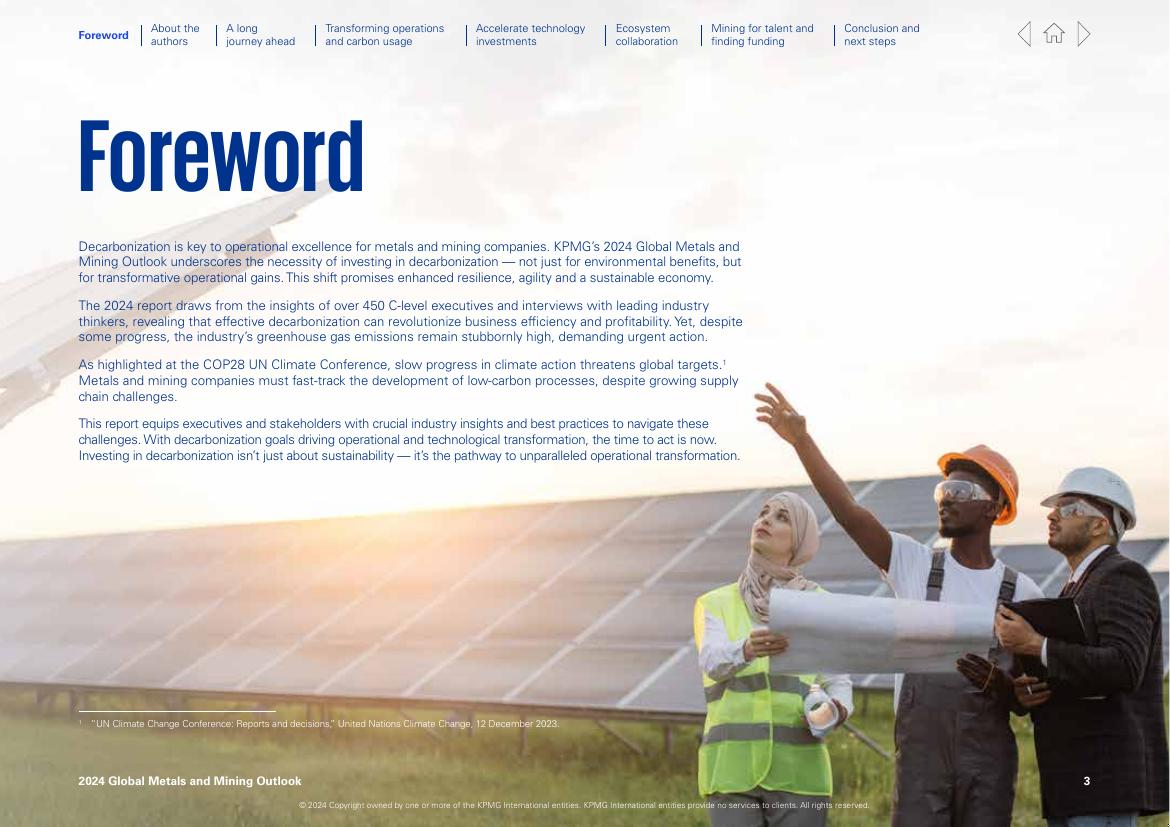 Foreword
About the
authors
A long
journey ahead
Transforming operations
and carbon usage
Accelerate technology
investments
Ecosystem
collaboration
Mining for talent and
finding funding
Conclusion and
next steps
Foreword
Decarbonization is key to operational excellence for metals and mining companies. KPMG’s 2024 Global Metals and
Mining Outlook underscores the necessity of investing in decarbonization — not just for environmental benefits, but
for transformative operational gains. This shift promises enhanced resilience, agility and a sustainable economy.
The 2024 report draws from the insights of over 450 C-level executives and interviews with leading industry
thinkers, revealing that effective decarbonization can revolutionize business efficiency and profitability. Yet, despite
some progress, the industry’s greenhouse gas emissions remain stubbornly high, demanding urgent action.
As highlighted at the COP28 UN Climate Conference, slow progress in climate action threatens global targets.¹
Metals and mining companies must fast-track the development of low-carbon processes, despite growing supply
chain challenges.
This report equips executives and stakeholders with crucial industry insights and best practices to navigate these
challenges. With decarbonization goals driving operational and technological transformation, the time to act is now.
Investing in decarbonization isn’t just about sustainability — it’s the pathway to unparalleled operational transformation.
¹ “UN Climate Change Conference: Reports and decisions,” United Nations Climate Change, 12 December 2023.
2024 Global Metals and Mining Outlook
3
© 2024 Copyright owned by one or more of the KPMG International entities. KPMG International entities provide no services to clients. All rights reserved.